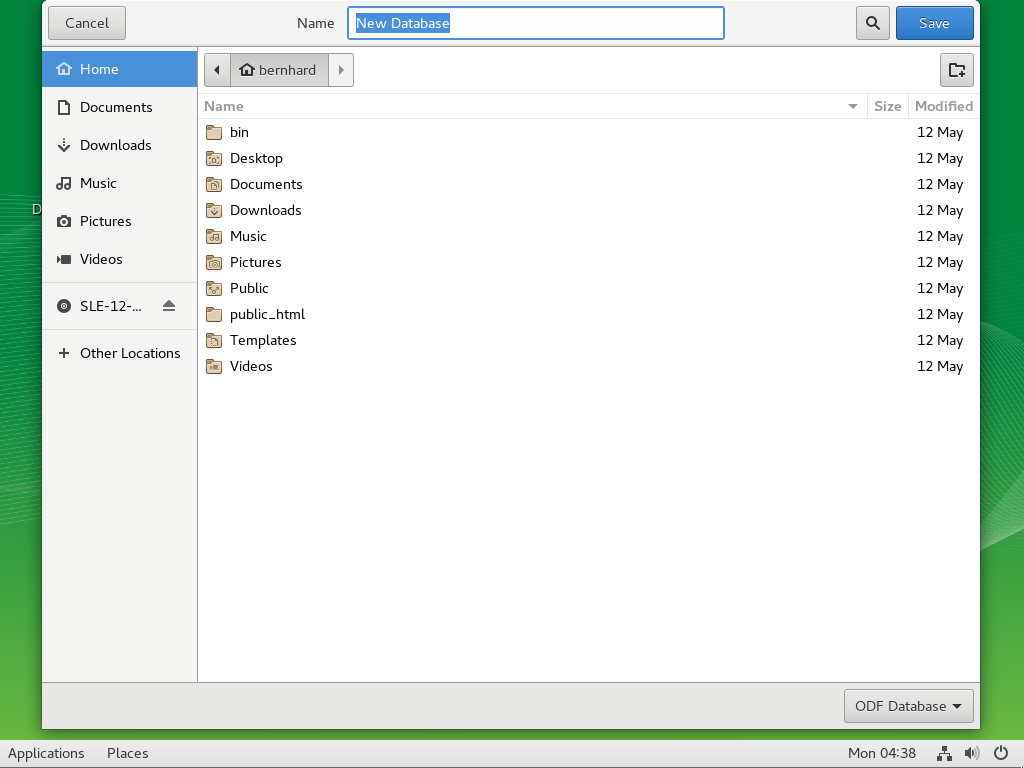 Cancel Name New Database Save
Home
Documents
Downloads
Music
Pictures
Videos
SLE-12-...
Other Locations
bernhard
Name Size Modified
bin 12 May
Desktop 12 May
Documents 12 May
Downloads 12 May
Music 12 May
Pictures 12 May
Public 12 May
public_html 12 May
Templates 12 May
Videos 12 May
D
ODF Database
Applications Places Mon 04:38